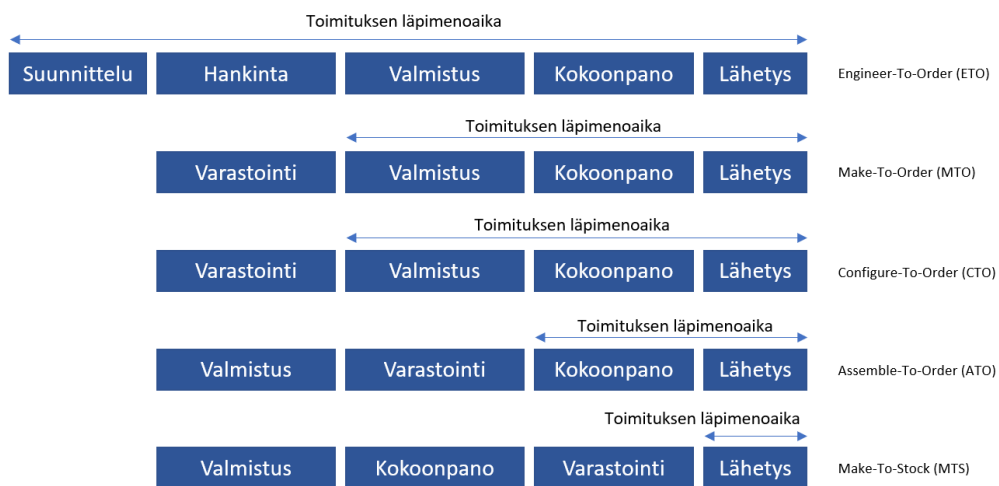 Toimituksen läpimenoaika
Suunnittelu Hankinta Valmistus Kokoonpano Lähetys Engineer-To-Order (ETO)
Toimituksen läpimenoaika
Varastointi Valmistus Kokoonpano Lähetys Make-To-Order (MTO)
Toimituksen läpimenoaika
Varastointi Valmistus Kokoonpano Lähetys Configure-To-Order (CTO)
Toimituksen läpimenoaika
Valmistus Varastointi Kokoonpano Lähetys Assemble-To-Order (ATO)
Toimituksen läpimenoaika
Valmistus Kokoonpano Varastointi Lähetys Make-To-Stock (MTS)